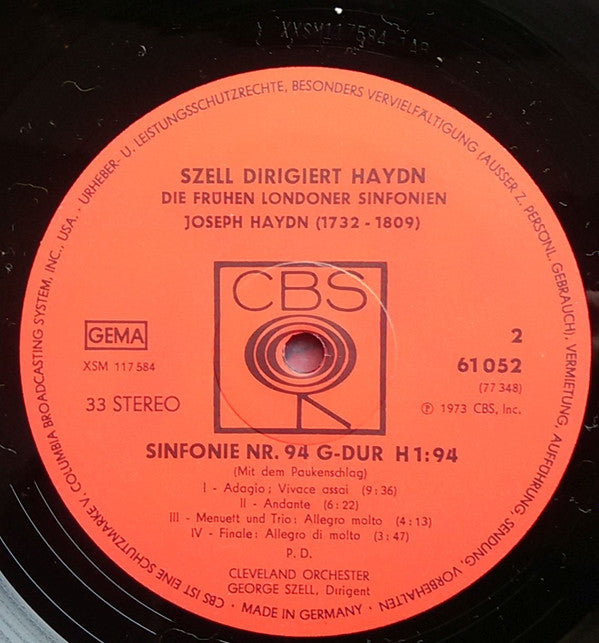 XXSM117584
SZELL DIRIGIERT HAYDN
DIE FRÜHEN LONDONER SINFONIEN
JOSEPH HAYDN (1732 - 1809)
CBS
GEMA
XSM 117 584
33 STEREO
2
61 052
(77 348)
Ⓟ 1973 CBS, Inc.
SINFONIE NR. 94 G-DUR H 1:94
(Mit dem Paukenschlag)
I - Adagio; Vivace assai (9:36)
II - Andante (6:22)
III - Menuett und Trio: Allegro molto (4:13)
IV - Finale: Allegro di molto (3:47)
P. D.
CLEVELAND ORCHESTER
GEORGE SZELL, Dirigent
CBS IST EINE SCHUTZMARKE V. COLUMBIA BROADCASTING SYSTEM, INC., USA. · URHEBER- U. LEISTUNGSSCHUTZRECHTE, BESONDERS VERVIELFÄLTIGUNG (AUSSER Z. PERSÖNL. GEBRAUCH), VERMIETUNG, AUFFÜHRUNG, SENDUNG, VORBEHALTEN · MADE IN GERMANY ·